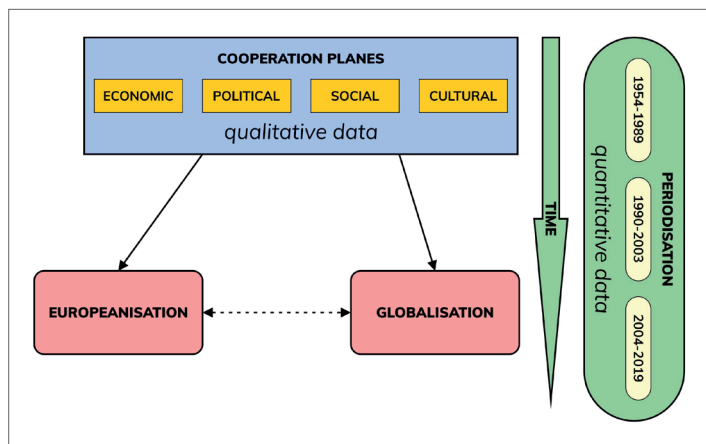 COOPERATION PLANES
ECONOMIC
POLITICAL
SOCIAL
CULTURAL
qualitative data
EUROPEANISATION
GLOBALISATION
TIME
PERIODISATION
1954-1989
1990-2003
2004-2019
quantitative data